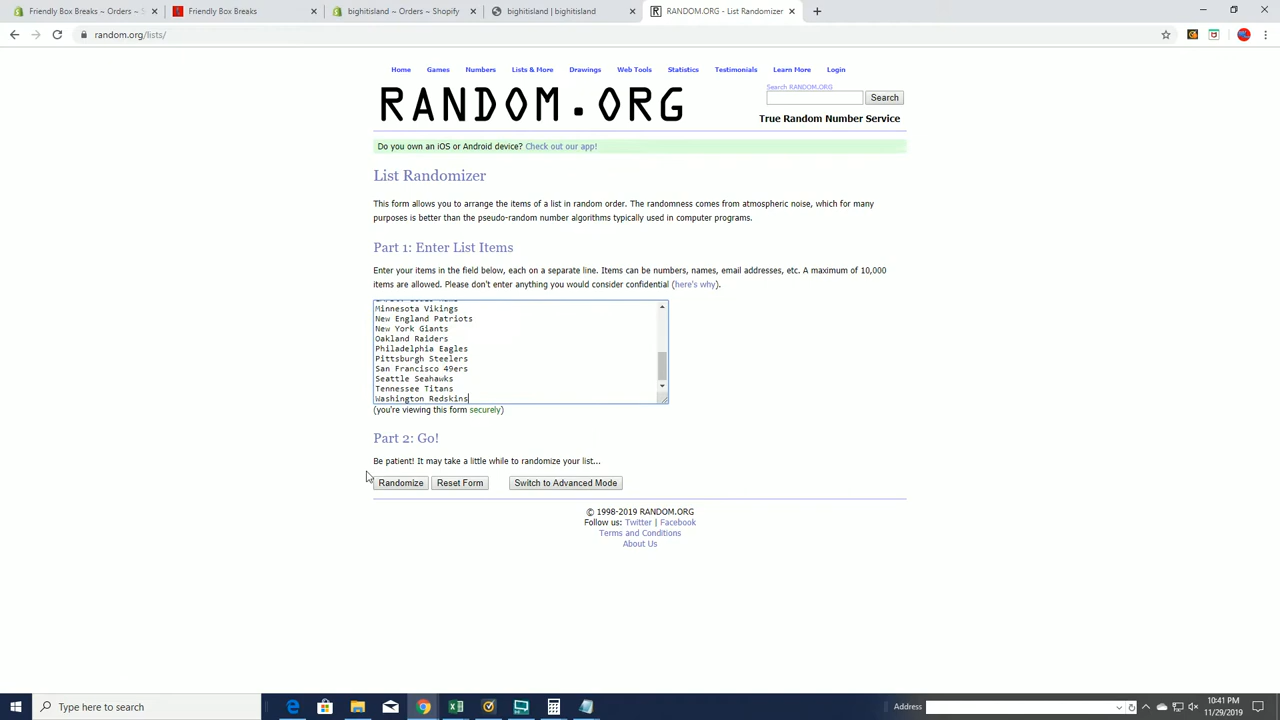 Friendly Box Breaks ~ Orders ~ S
Friendly Box Breaks
bighitisland ~ Orders ~ Shopify
bighitisland | bighitisland
RANDOM.ORG - List Randomizer
random.org/lists/
Home Games Numbers Lists & More Drawings Web Tools Statistics Testimonials Learn More Login
RANDOM.ORG
Search RANDOM.ORG
Search
True Random Number Service
Do you own an iOS or Android device? Check out our app!
List Randomizer
This form allows you to arrange the items of a list in random order. The randomness comes from atmospheric noise, which for many
purposes is better than the pseudo-random number algorithms typically used in computer programs.
Part 1: Enter List Items
Enter your items in the field below, each on a separate line. Items can be numbers, names, email addresses, etc. A maximum of 10,000
items are allowed. Please don't enter anything you would consider confidential (here's why).
Minnesota Vikings
New England Patriots
New York Giants
Oakland Raiders
Philadelphia Eagles
Pittsburgh Steelers
San Francisco 49ers
Seattle Seahawks
Tennessee Titans
Washington Redskins
(you're viewing this form securely)
Part 2: Go!
Be patient! It may take a little while to randomize your list...
Randomize Reset Form Switch to Advanced Mode
© 1998-2019 RANDOM.ORG
Follow us: Twitter | Facebook
Terms and Conditions
About Us
Type here to search
Address
10:41 PM
11/29/2019